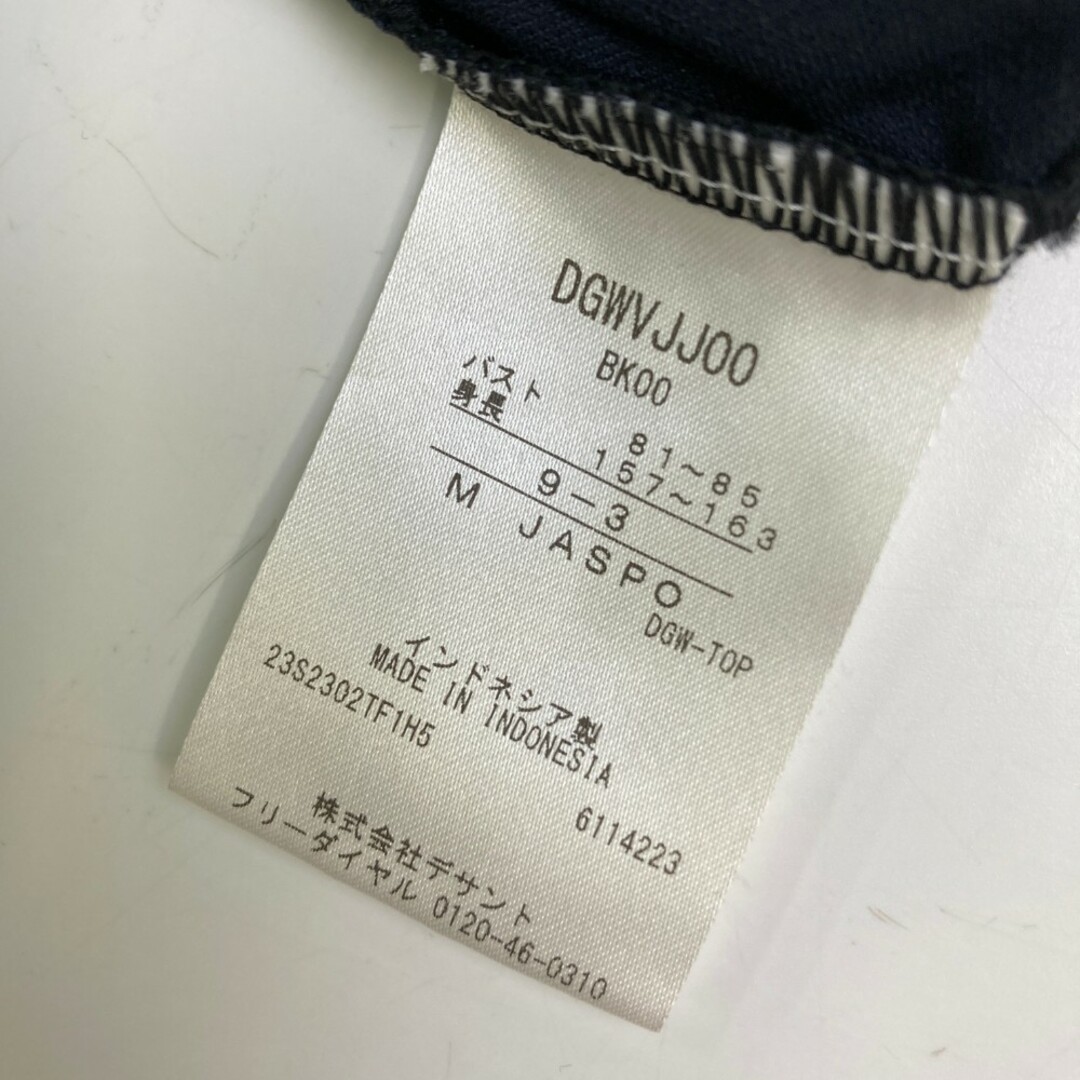 DGWVJJ00
BK00
バスト 81～85
身長 157～163
9-3
M JASPO
DGW-TOP
インドネシア製
MADE IN INDONESIA
23S2302TF1H5
6114223
株式会社デサント
フリーダイヤル 0120-46-0310